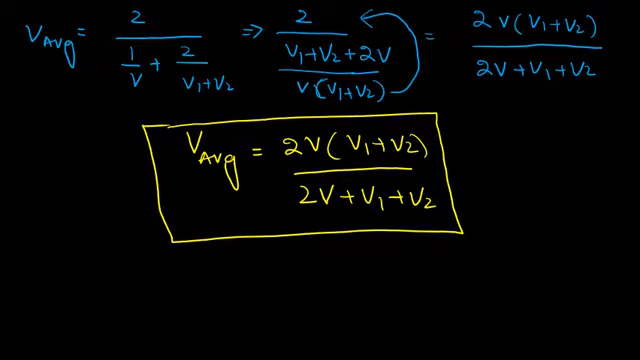 V_Avg = 2 / (1/V + 2/(V₁+V₂)) ⇒ 2 / ((V₁+V₂+2V) / (V(V₁+V₂))) = 2V(V₁+V₂) / (2V+V₁+V₂)
V_Avg = 2V(V₁+V₂) / (2V+V₁+V₂)